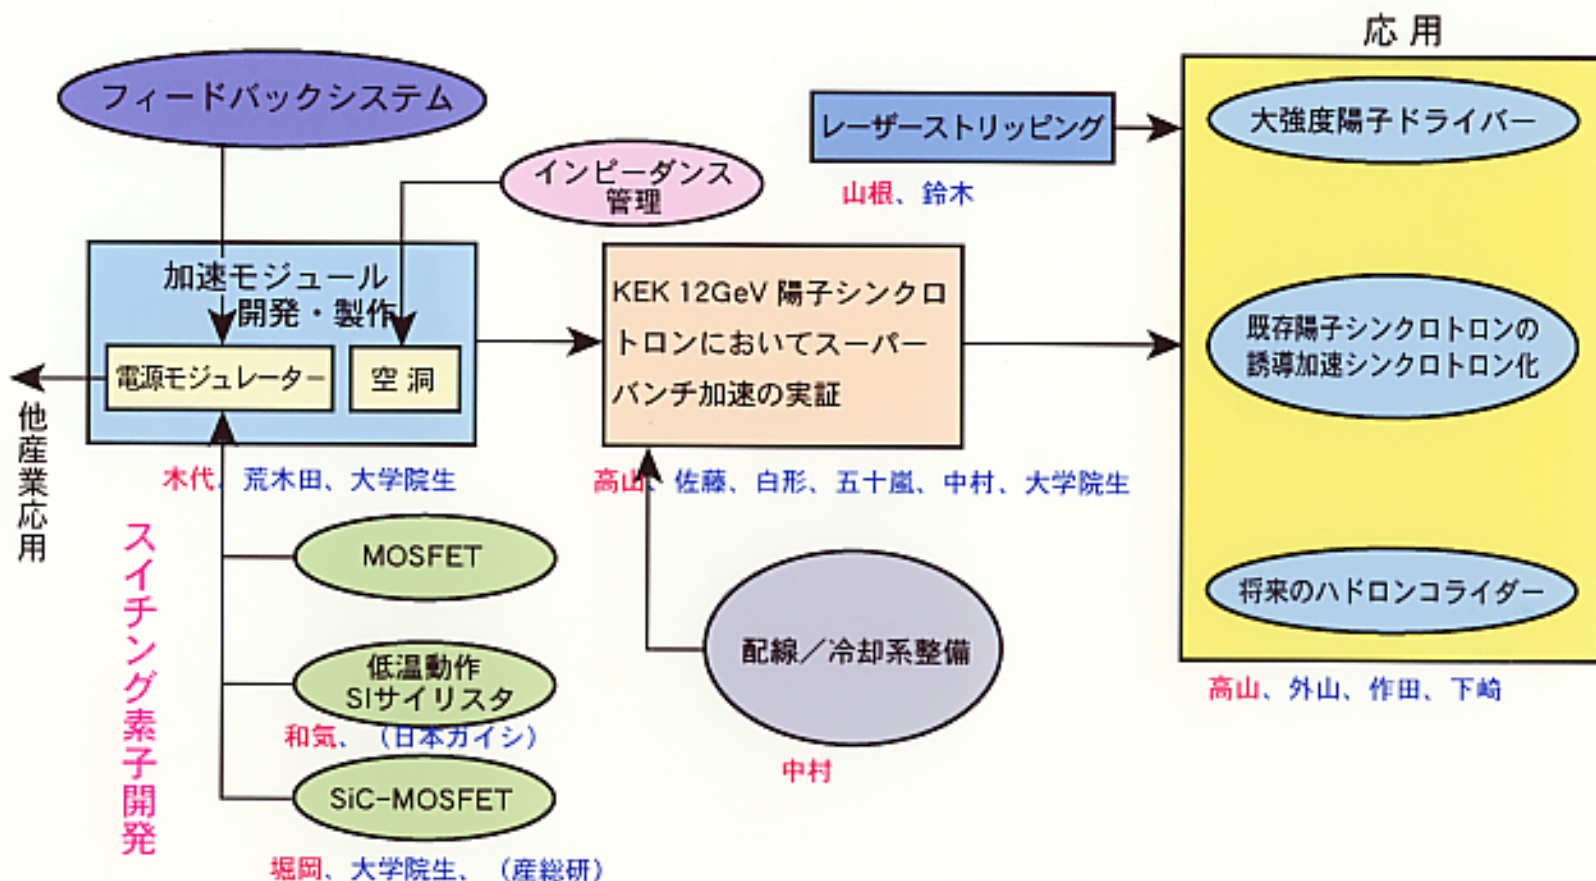 応 用
フィードバックシステム
レーザーストリッピング
大強度陽子ドライバー
インピーダンス
管理
山根、鈴木
加速モジュール
開発・製作
KEK 12GeV 陽子シンクロ
トロンにおいてスーパー
バンチ加速の実証
既存陽子シンクロトロンの
誘導加速シンクロトロン化
電源モジュレーター
空 洞
他産業応用
木代、荒木田、大学院生
高山、佐藤、白形、五十嵐、中村、大学院生
スイチング素子開発
MOSFET
将来のハドロンコライダー
配線／冷却系整備
低温動作
SIサイリスタ
高山、外山、作田、下崎
和気、（日本ガイシ）
中村
SiC-MOSFET
堀岡、大学院生、（産総研）